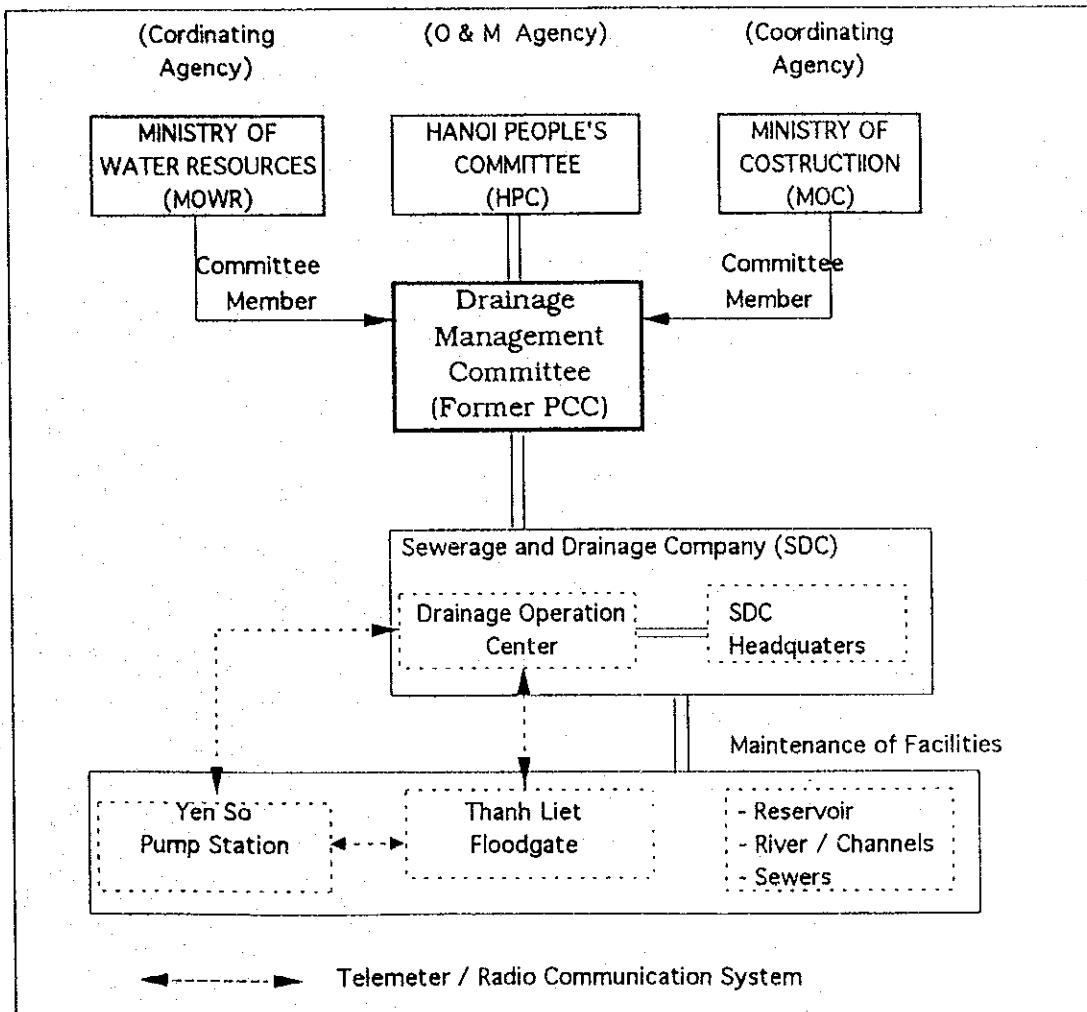 (Cordinating
Agency)
(O & M Agency)
(Coordinating
Agency)
MINISTRY OF
WATER RESOURCES
(MOWR)
HANOI PEOPLE'S
COMMITTEE
(HPC)
MINISTRY OF
COSTRUCTIION
(MOC)
Committee
Member
Committee
Member
Drainage
Management
Committee
(Former PCC)
Sewerage and Drainage Company (SDC)
Drainage Operation
Center
SDC
Headquaters
Maintenance of Facilities
Yen So
Pump Station
Thanh Liet
Floodgate
- Reservoir
- River / Channels
- Sewers
Telemeter / Radio Communication System